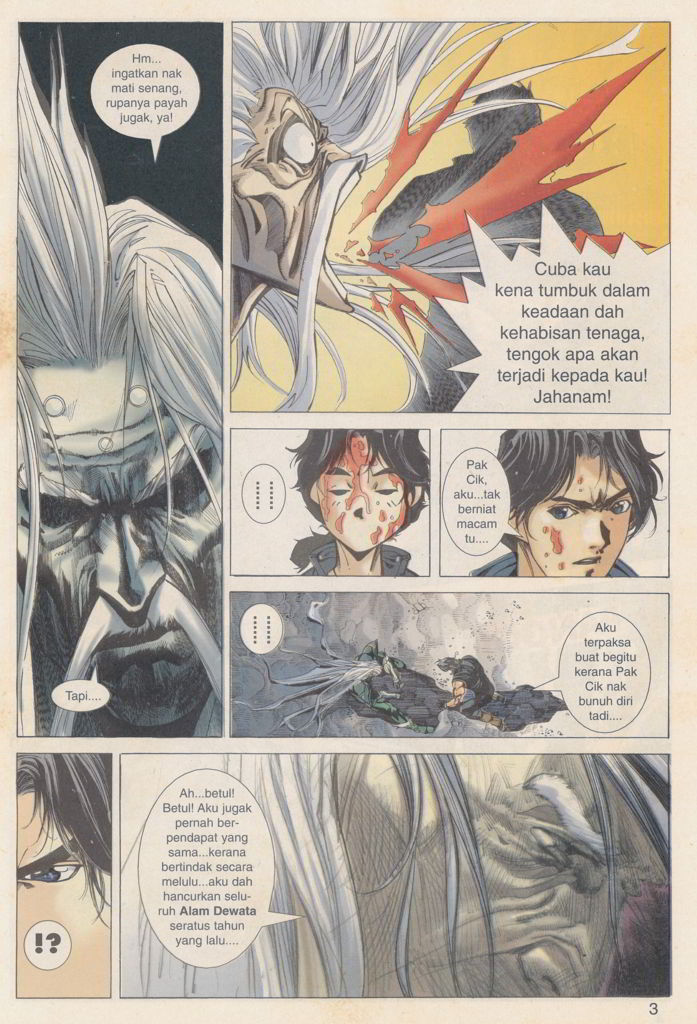 Hm...
ingatkan nak
mati senang,
rupanya payah
jugak, ya!
Tapi....
Cuba kau
kena tumbuk dalam
keadaan dah
kehabisan tenaga,
tengok apa akan
terjadi kepada kau!
Jahanam!
Pak
Cik,
aku...tak
berniat
macam
tu....
Aku
terpaksa
buat begitu
kerana Pak
Cik nak
bunuh diri
tadi....
!?
Ah...betul!
Betul! Aku jugak
pernah ber-
pendapat yang
sama...kerana
bertindak secara
melulu...aku dah
hancurkan selu-
ruh Alam Dewata
seratus tahun
yang lalu....
3